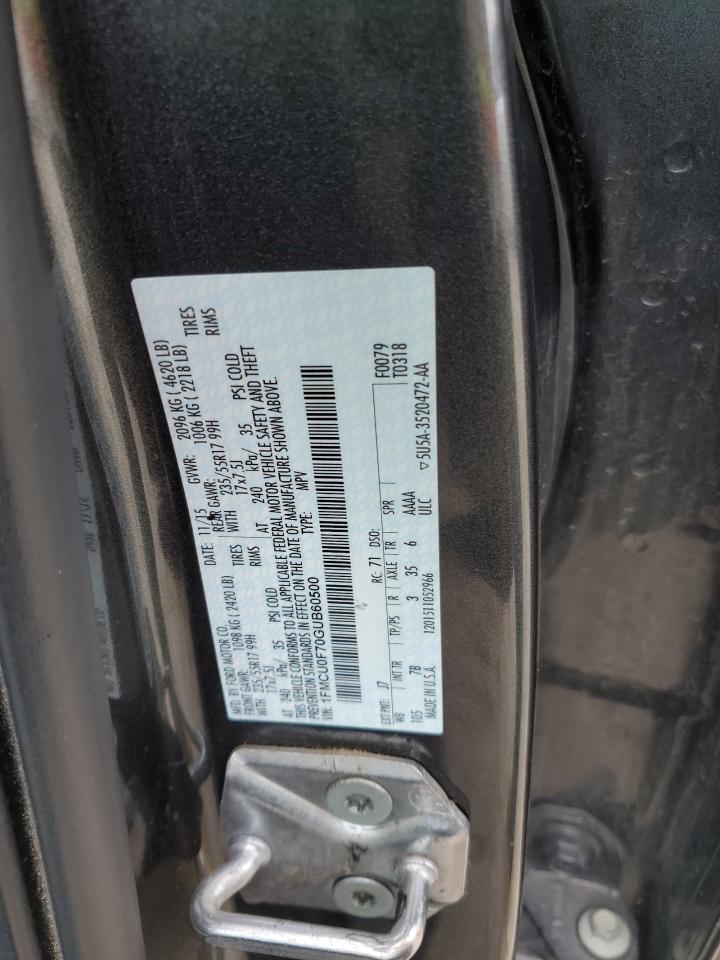 MFD. BY FORD MOTOR CO.
DATE: 11/15 GVWR: 2096 KG ( 4620 LB)
FRONT GAWR: 1098 KG ( 2420 LB) REAR GAWR: 1006 KG ( 2218 LB)
WITH 235/55R17 99H TIRES WITH 235/55R17 99H TIRES
17x7.5J RIMS 17x7.5J RIMS
AT 240 kPa/ 35 PSI COLD AT 240 kPa/ 35 PSI COLD
THIS VEHICLE CONFORMS TO ALL APPLICABLE FEDERAL MOTOR VEHICLE SAFETY AND THEFT
PREVENTION STANDARDS IN EFFECT ON THE DATE OF MANUFACTURE SHOWN ABOVE.
VIN: 1FMCU0F70GUB60500 TYPE: MPV
EXT PNT: J7 RC: 71 DSO: F0079
WB INT TR TP/PS R AXLE TR SPR T0318
105 7B 3 35 6 AAAA
ULC
MADE IN U.S.A. 1201511052966
5U5A-3520472-AA